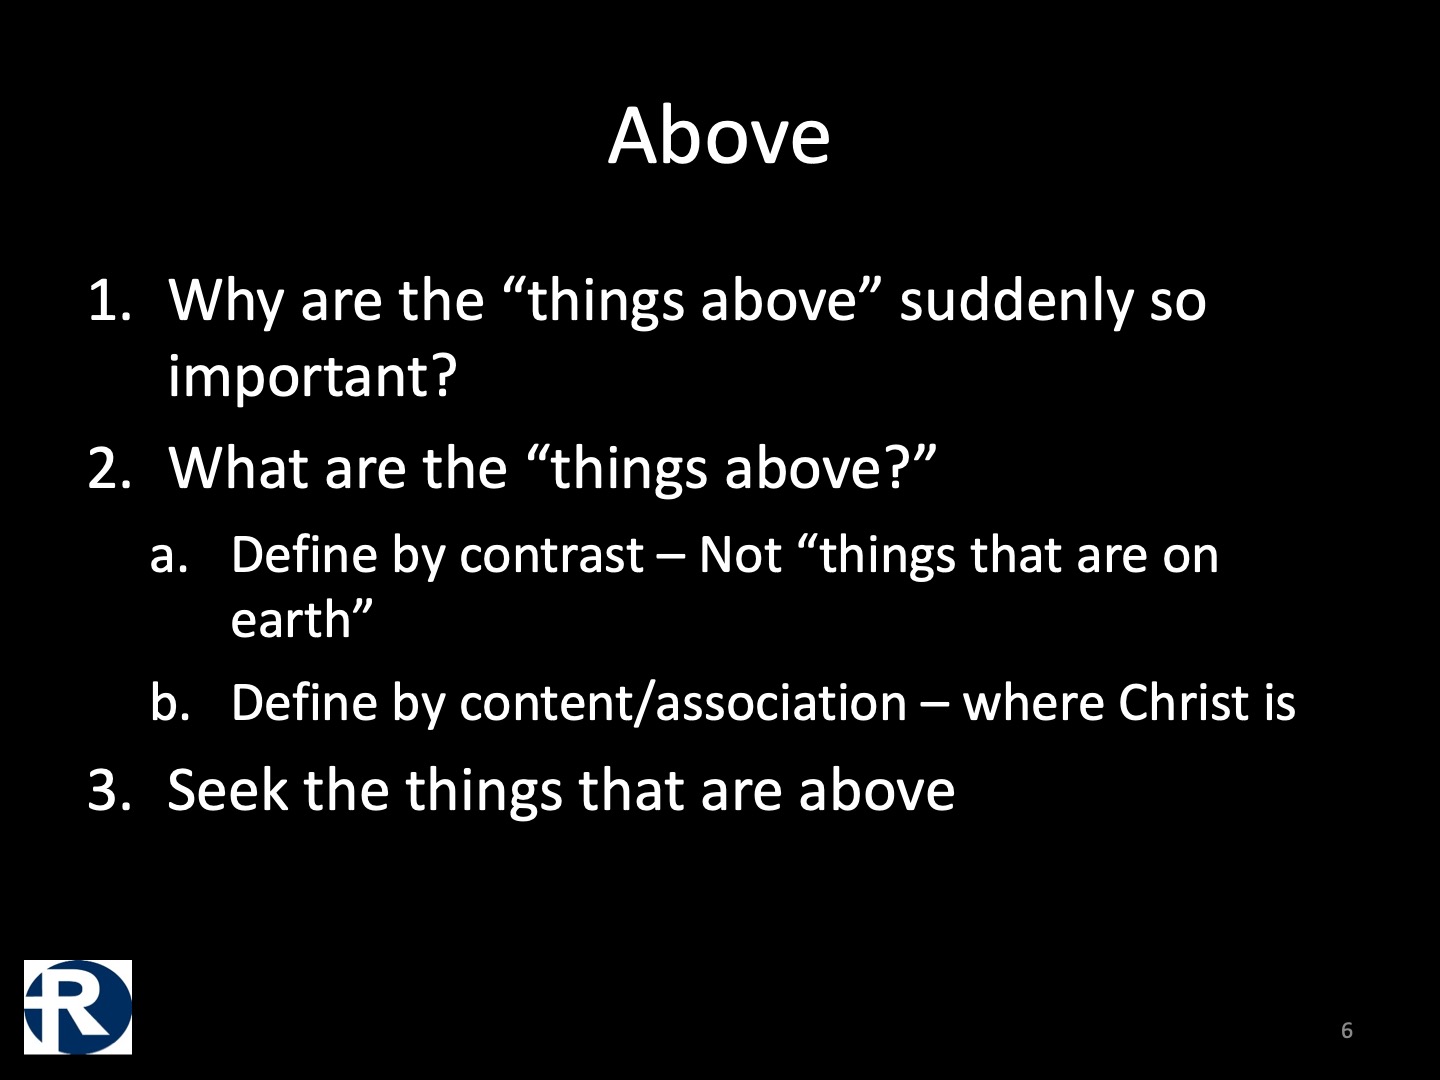 Above
1. Why are the “things above” suddenly so
important?
2. What are the “things above?”
a. Define by contrast – Not “things that are on
earth”
b. Define by content/association – where Christ is
3. Seek the things that are above
R
6